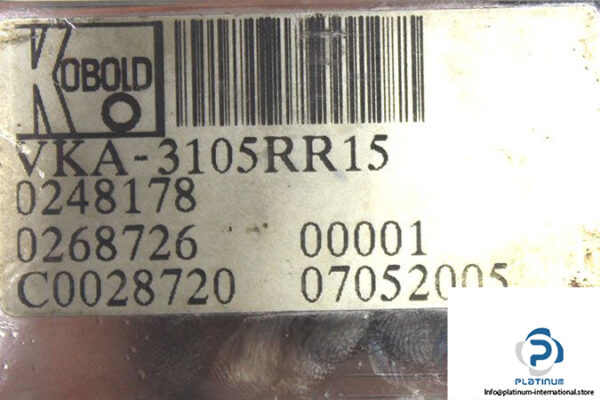 KOBOLD
VKA-3105RR15
0248178
0268726 00001
C0028720 07052005
PLATINUM
Info@platinum-international.store